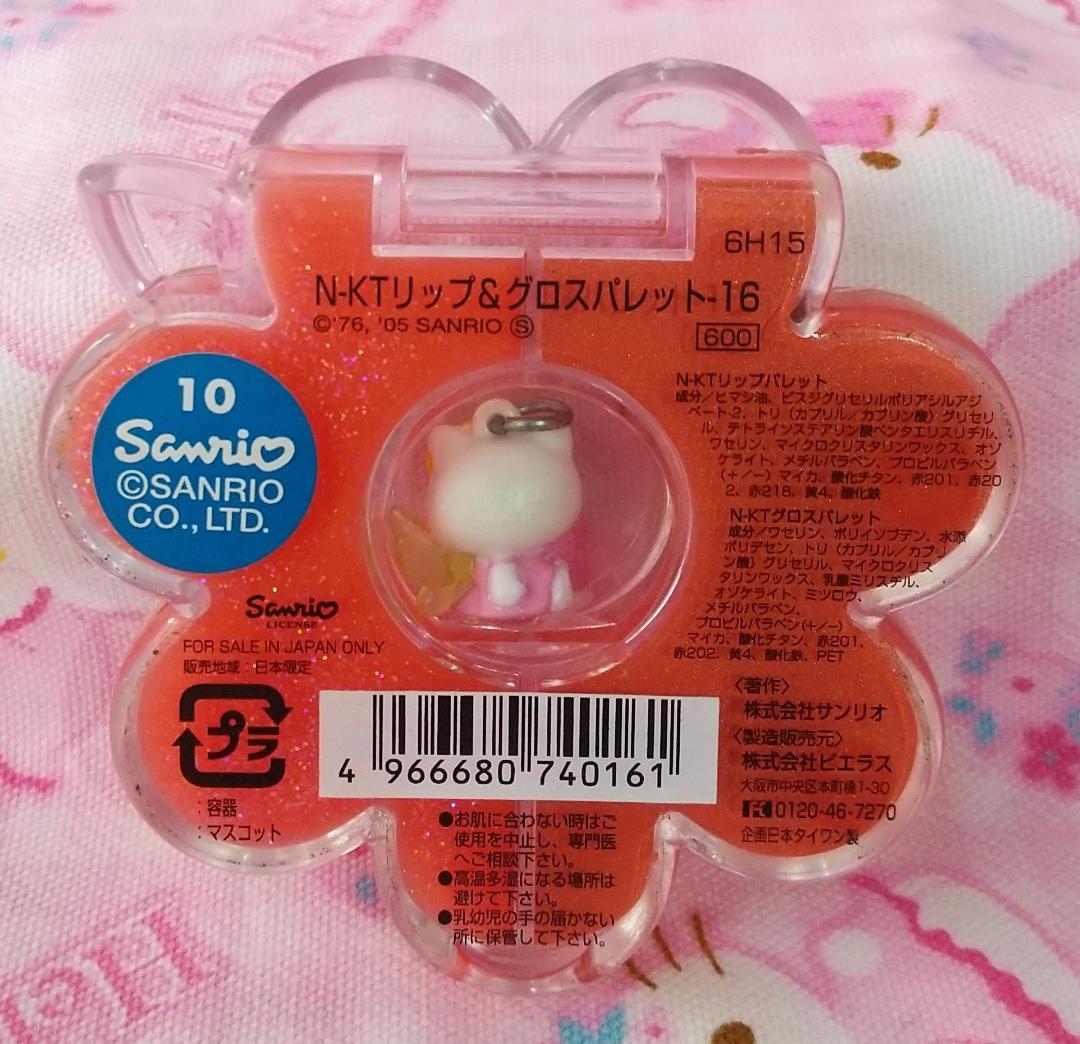 6H15
N-KTリップ&グロスパレット-16
©'76, '05 SANRIO Ⓢ
600
10
Sanrio
©SANRIO
CO., LTD.
N-KTリップパレット
成分/ヒマシ油、ビスジグリセリルポリアシルアジ
ペート-2、トリ(カプリル/カプリン酸)グリセリ
ル、テトライソステアリン酸ペンタエリスリチル、
ワセリン、マイクロクリスタリンワックス、オゾ
ケライト、メチルパラベン、プロピルパラベン
(+/−)マイカ、酸化チタン、赤201、赤20
2、赤218、黄4、酸化鉄
N-KTグロスパレット
成分/ワセリン、ポリイソブテン、水添
ポリデセン、トリ(カプリル/カプリ
ン酸)グリセリル、マイクロクリス
タリンワックス、乳酸ミリスチル、
オゾケライト、ミツロウ、
メチルパラベン、
プロピルパラベン(+/−)
マイカ、酸化チタン、赤201、
赤202、黄4、酸化鉄、PET
Sanrio
LICENSE
FOR SALE IN JAPAN ONLY
販売地域:日本限定
プラ
:容器
:マスコット
4 966680 740161
〈著作〉
株式会社サンリオ
〈製造販売元〉
株式会社ピエラス
大阪市中央区本町橋1-30
0120-46-7270
企画日本タイワン製
●お肌に合わない時はご
使用を中止し、専門医
へご相談下さい。
●高温多湿になる場所は
避けて下さい。
●乳幼児の手の届かない
所に保管して下さい。